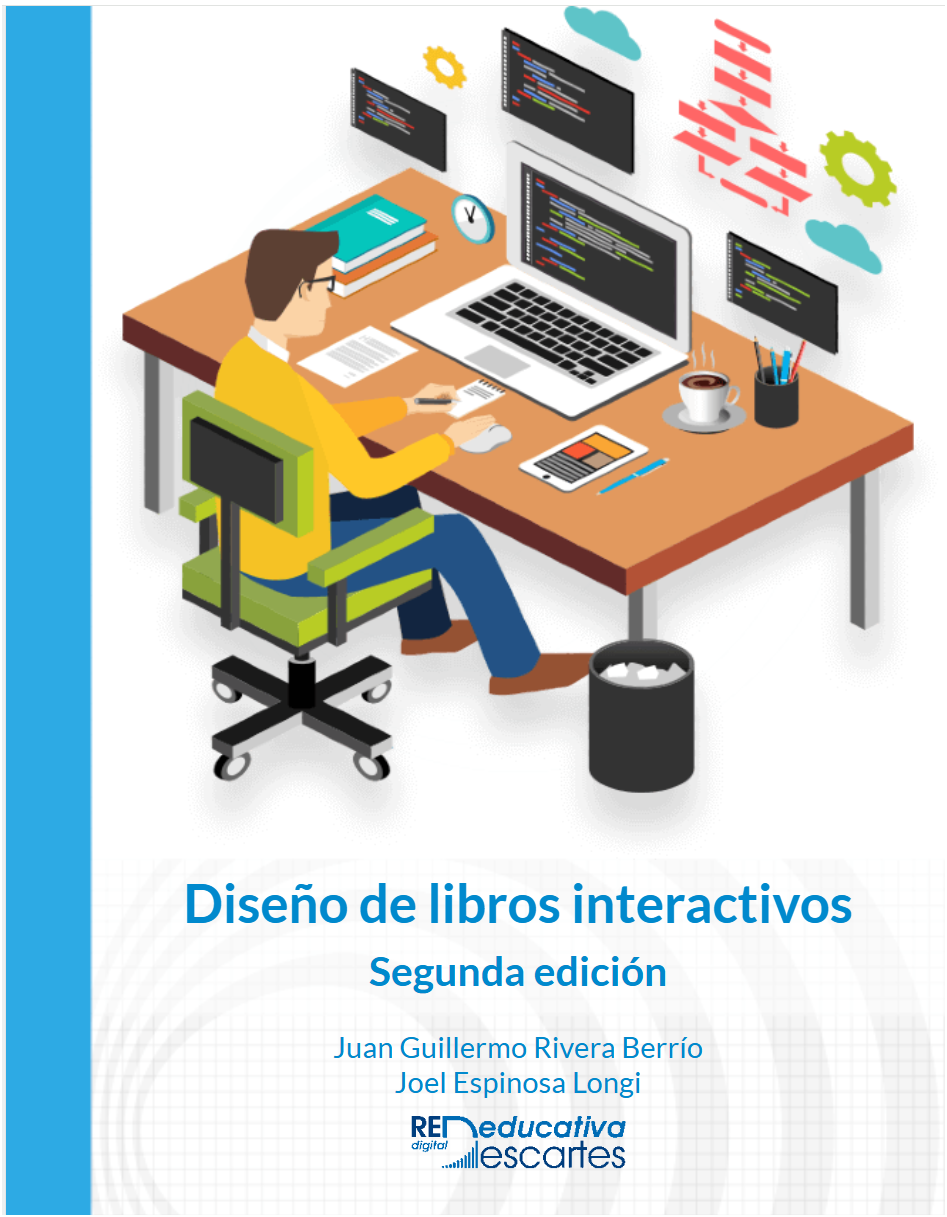 Diseño de libros interactivos
Segunda edición
Juan Guillermo Rivera Berrío
Joel Espinosa Longi
RED educativa
digital Descartes